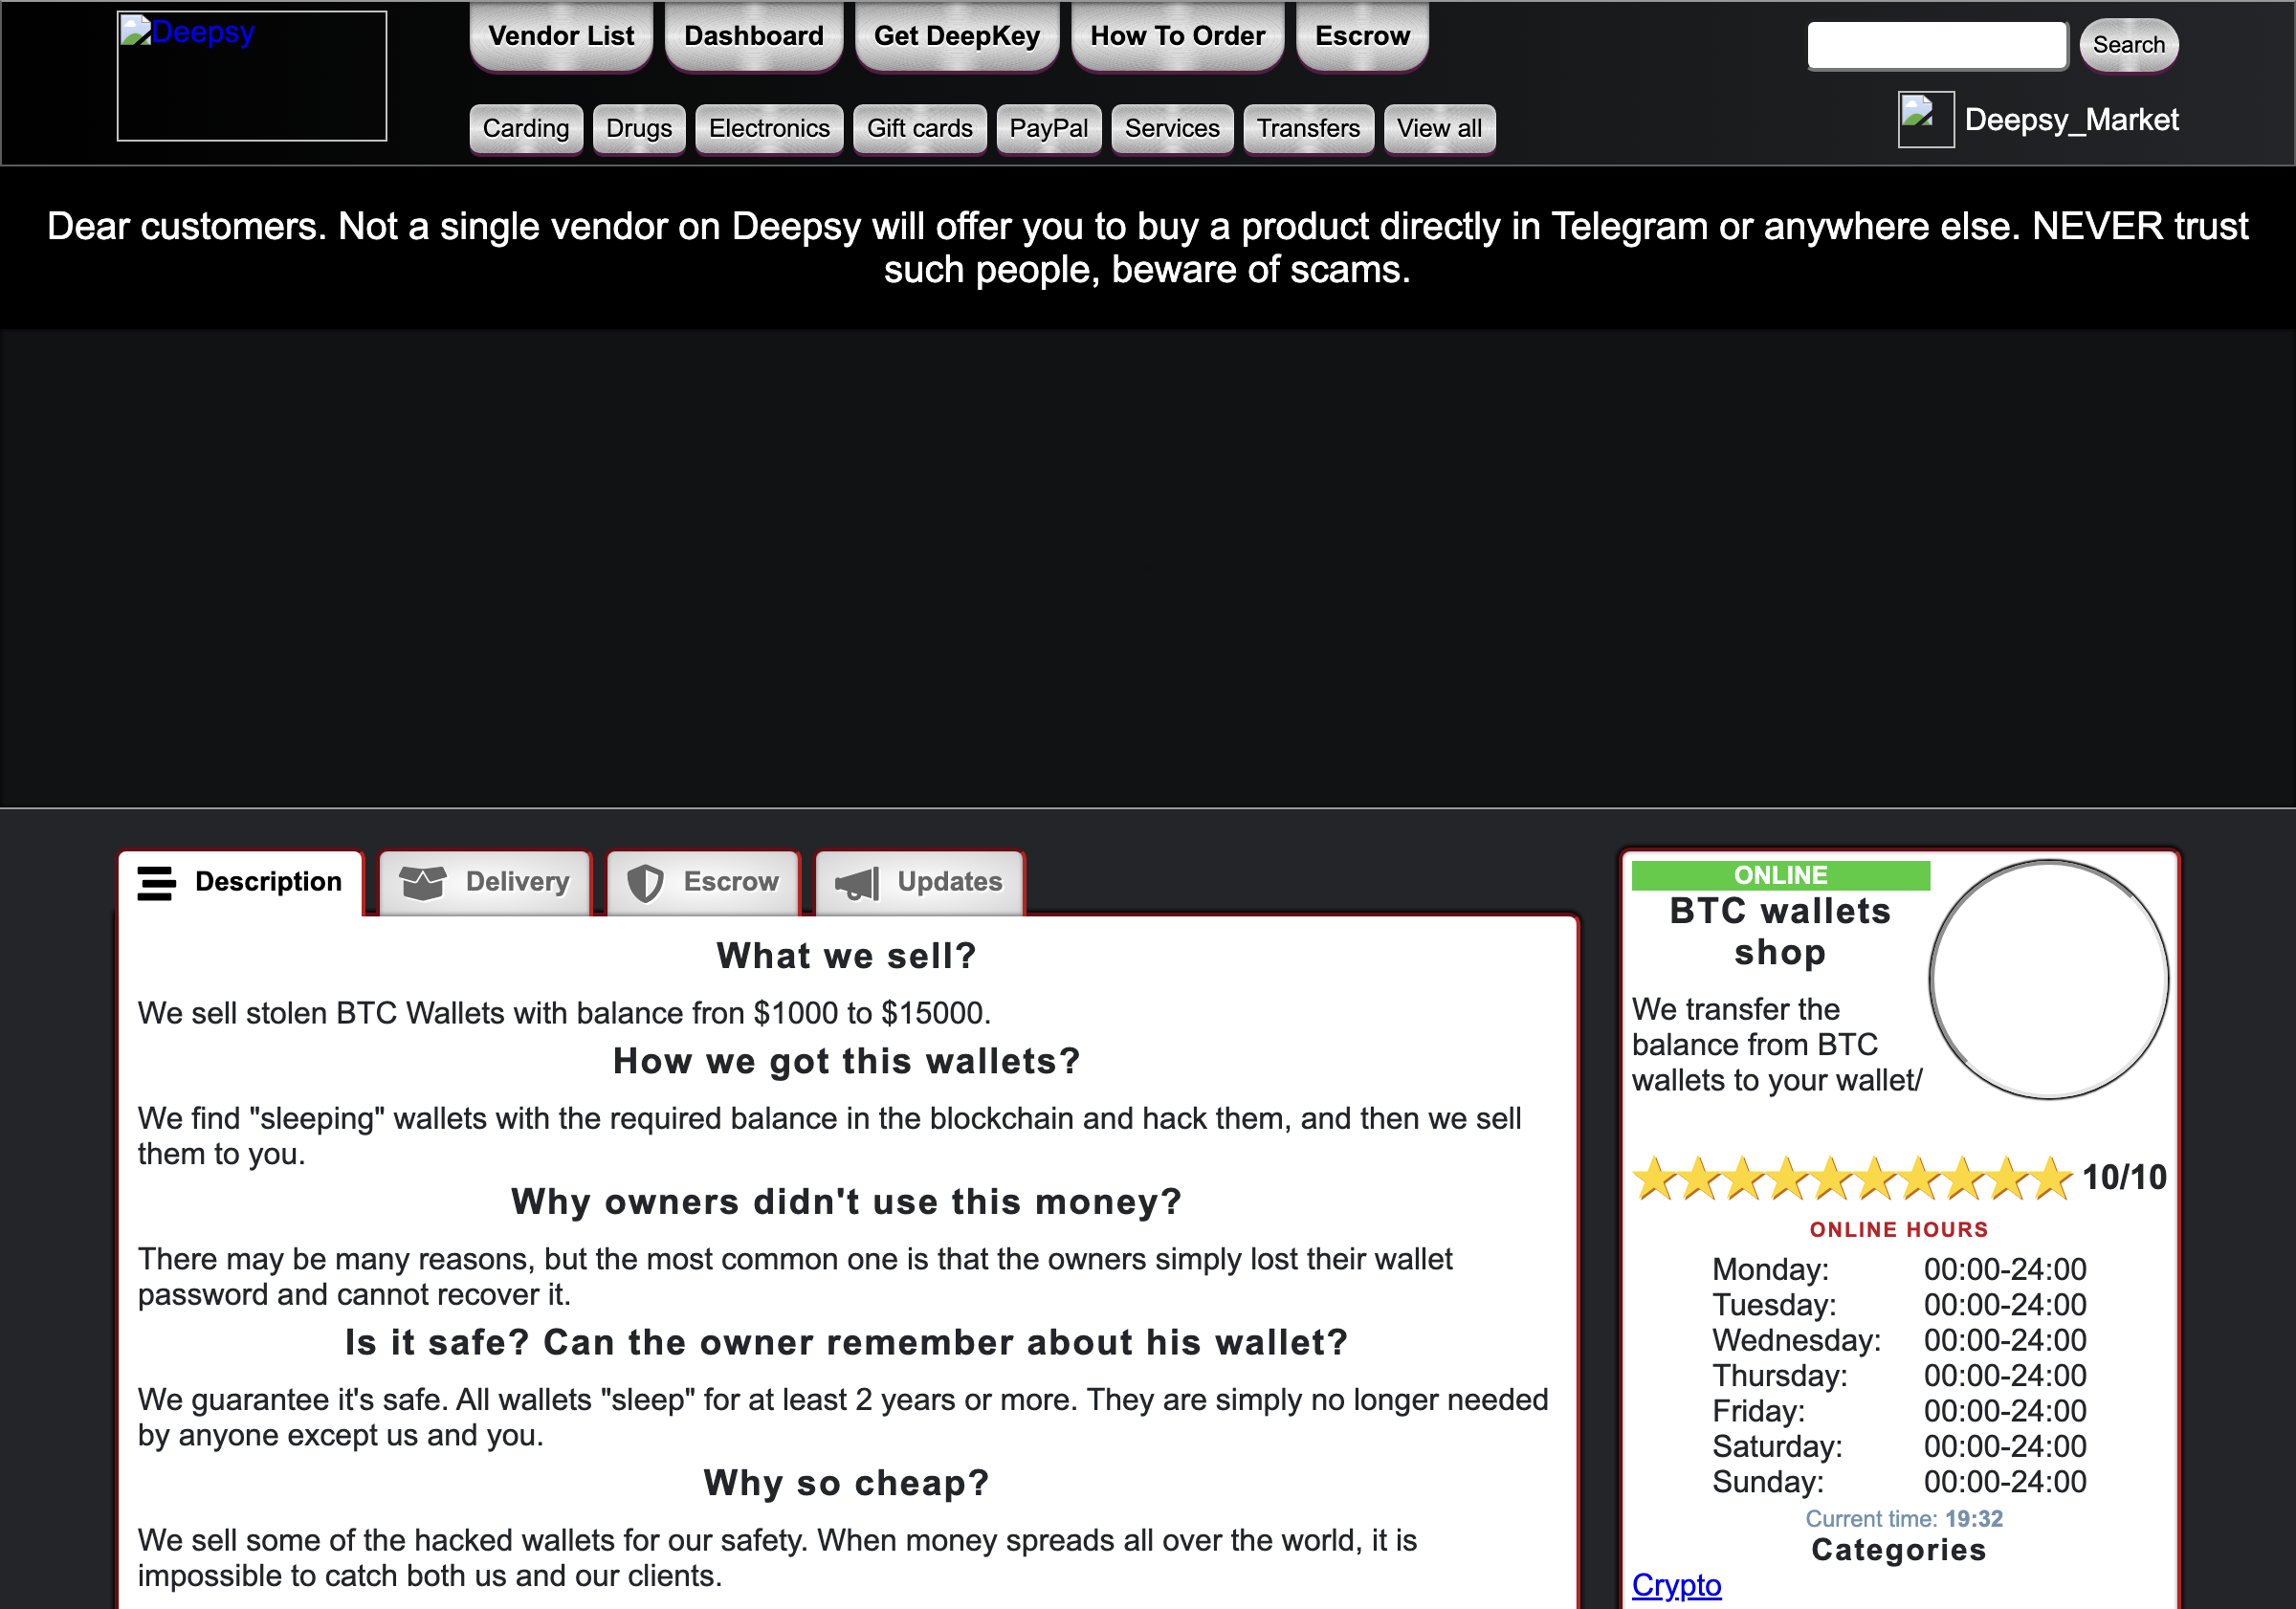 Deepsy
Vendor List
Dashboard
Get DeepKey
How To Order
Escrow
Search
Carding
Drugs
Electronics
Gift cards
PayPal
Services
Transfers
View all
Deepsy_Market
Dear customers. Not a single vendor on Deepsy will offer you to buy a product directly in Telegram or anywhere else. NEVER trust
such people, beware of scams.
Description
Delivery
Escrow
Updates
What we sell?
We sell stolen BTC Wallets with balance fron $1000 to $15000.
How we got this wallets?
We find "sleeping" wallets with the required balance in the blockchain and hack them, and then we sell
them to you.
Why owners didn't use this money?
There may be many reasons, but the most common one is that the owners simply lost their wallet
password and cannot recover it.
Is it safe? Can the owner remember about his wallet?
We guarantee it's safe. All wallets "sleep" for at least 2 years or more. They are simply no longer needed
by anyone except us and you.
Why so cheap?
We sell some of the hacked wallets for our safety. When money spreads all over the world, it is
impossible to catch both us and our clients.
ONLINE
BTC wallets
shop
We transfer the
balance from BTC
wallets to your wallet/
10/10
ONLINE HOURS
Monday: 00:00-24:00
Tuesday: 00:00-24:00
Wednesday: 00:00-24:00
Thursday: 00:00-24:00
Friday: 00:00-24:00
Saturday: 00:00-24:00
Sunday: 00:00-24:00
Current time: 19:32
Categories
Crypto